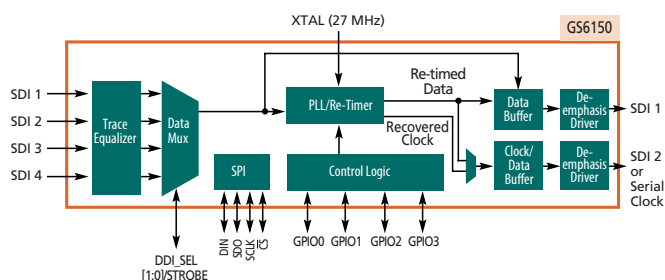 XTAL (27 MHz)
GS6150
SDI 1
SDI 2
SDI 3
SDI 4
Trace
Equalizer
Data
Mux
PLL/Re-Timer
Re-timed
Data
Recovered
Clock
Data
Buffer
De-
emphasis
Driver
SDI 1
Clock/
Data
Buffer
De-
emphasis
Driver
SDI 2
or
Serial
Clock
SPI
Control Logic
DIN
SDO
SCLK
CS
GPIO0
GPIO1
GPIO2
GPIO3
DDI_SEL
[1:0]/STROBE